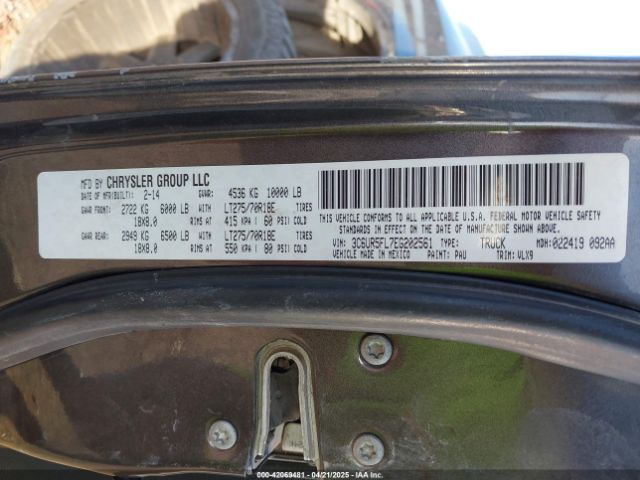 MFD BY CHRYSLER GROUP LLC
DATE OF MFR(BUILT): 2-14 GVWR: 4536 KG 10000 LB
GAWR FRONT: 2722 KG 6000 LB WITH LT275/70R18E TIRES
18X8.0 RIMS AT 415 KPA/ 60 PSI COLD
GAWR REAR: 2949 KG 6500 LB WITH LT275/70R18E TIRES
18X8.0 RIMS AT 550 KPA/ 80 PSI COLD
THIS VEHICLE CONFORMS TO ALL APPLICABLE U.S.A. FEDERAL MOTOR VEHICLE SAFETY
STANDARDS IN EFFECT ON THE DATE OF MANUFACTURE SHOWN ABOVE.
VIN: 3C6UR5FL7EG202561 TYPE: TRUCK MDH: 022419 092AA
VEHICLE MADE IN MEXICO PAINT: PAU TRIM: VLX9
000-42069481 - 04/21/2025 - www.iaai.com